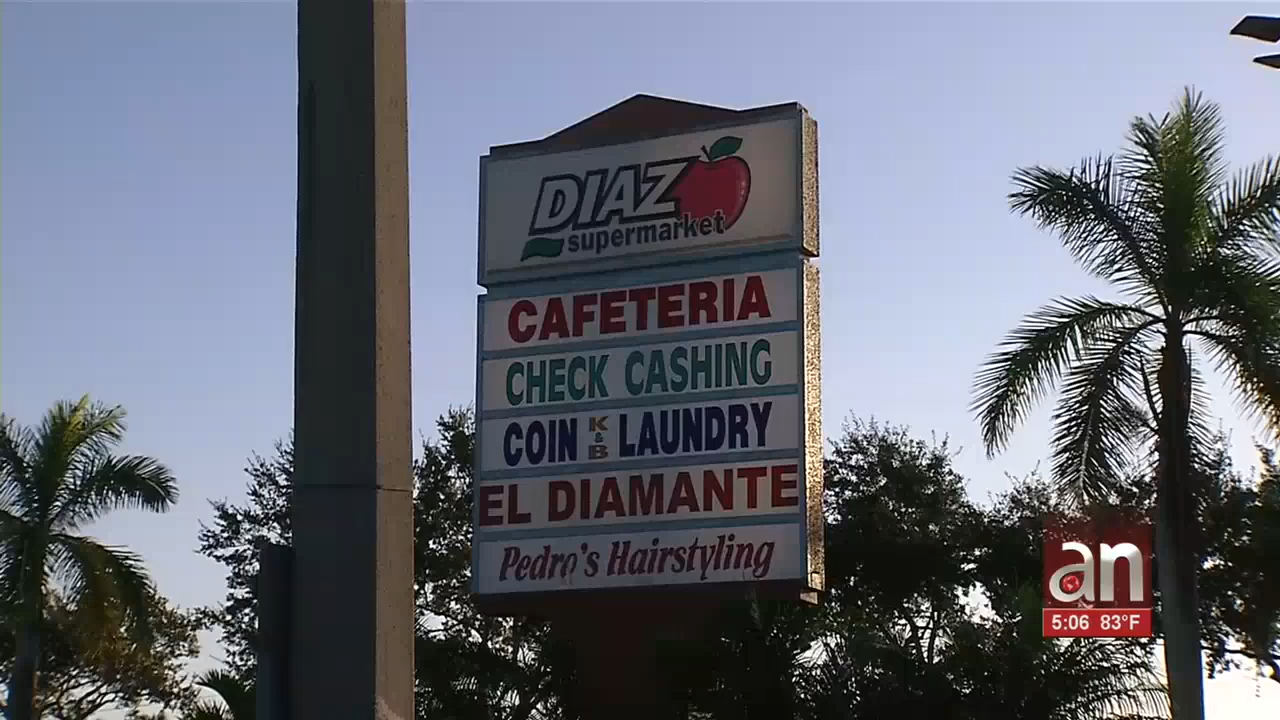 DIAZ
supermarket
CAFETERIA
CHECK CASHING
COIN K & B LAUNDRY
EL DIAMANTE
Pedro's Hairstyling
an
5:06 83°F